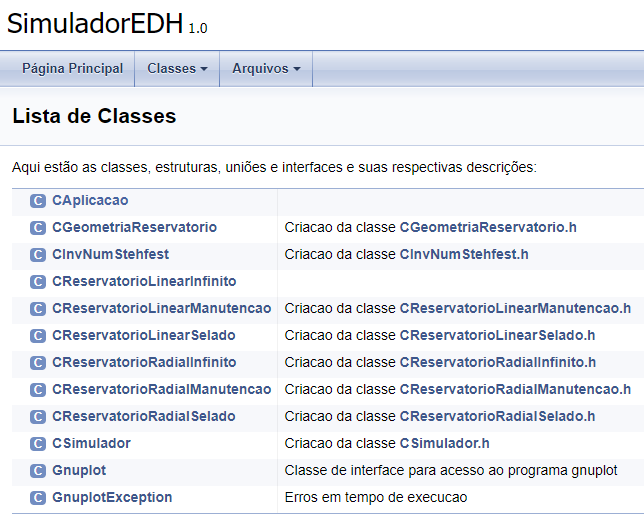 SimuladorEDH 1.0
Página Principal Classes Arquivos
Lista de Classes
Aqui estão as classes, estruturas, uniões e interfaces e suas respectivas descrições:
C CAplicacao
C CGeometriaReservatorio Criacao da classe CGeometriaReservatorio.h
C CInvNumStehfest Criacao da classe CInvNumStehfest.h
C CReservatorioLinearInfinito
C CReservatorioLinearManutencao Criacao da classe CReservatorioLinearManutencao.h
C CReservatorioLinearSelado Criacao da classe CReservatorioLinearSelado.h
C CReservatorioRadialInfinito Criacao da classe CReservatorioRadialInfinito.h
C CReservatorioRadialManutencao Criacao da classe CReservatorioRadialManutencao.h
C CReservatorioRadialSelado Criacao da classe CReservatorioRadialSelado.h
C CSimulador Criacao da classe CSimulador.h
C Gnuplot Classe de interface para acesso ao programa gnuplot
C GnuplotException Erros em tempo de execucao